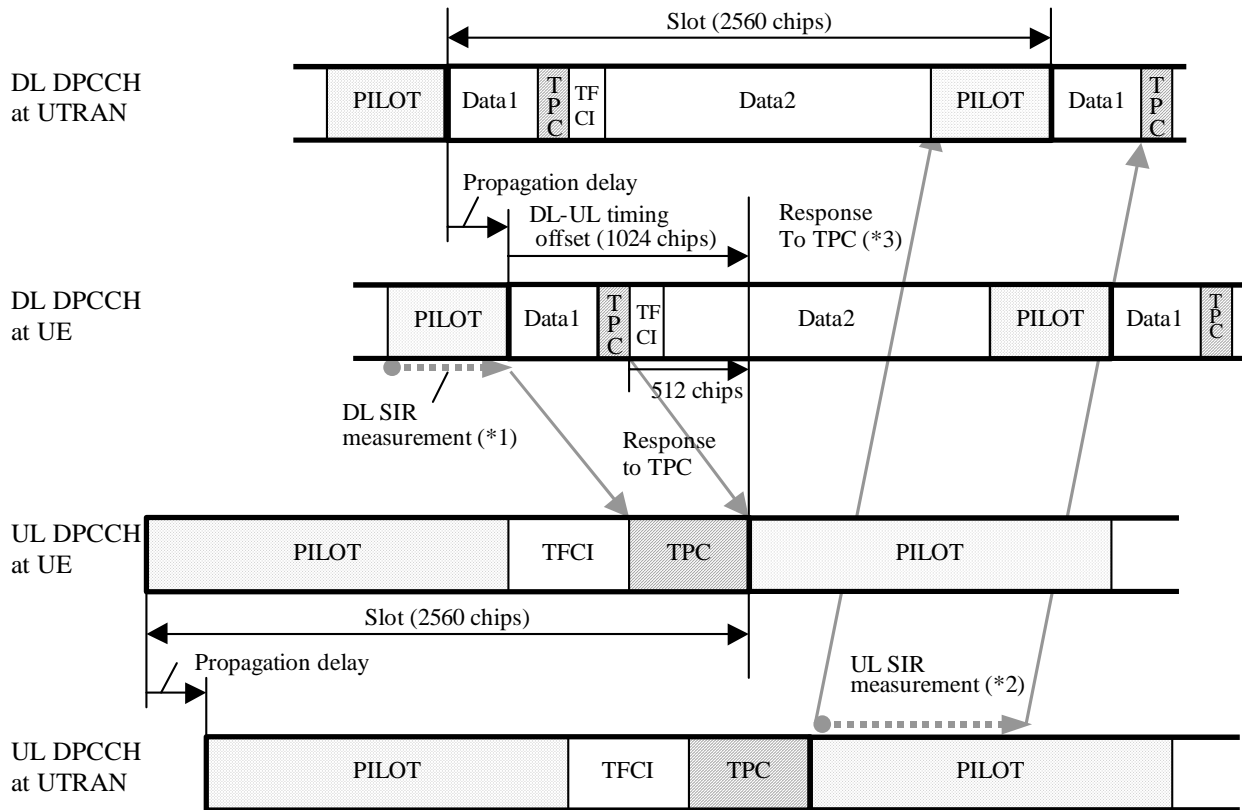 Slot (2560 chips)
DL DPCCH
at UTRAN
PILOT
Data1
T
P
C
TF
CI
Data2
PILOT
Data1
T
P
C
Propagation delay
DL-UL timing
offset (1024 chips)
Response
To TPC (*3)
DL DPCCH
at UE
PILOT
Data1
T
P
C
TF
CI
Data2
PILOT
Data1
T
P
C
512 chips
DL SIR
measurement (*1)
Response
to TPC
UL DPCCH
at UE
PILOT
TFCI
TPC
PILOT
Slot (2560 chips)
Propagation delay
UL SIR
measurement (*2)
UL DPCCH
at UTRAN
PILOT
TFCI
TPC
PILOT